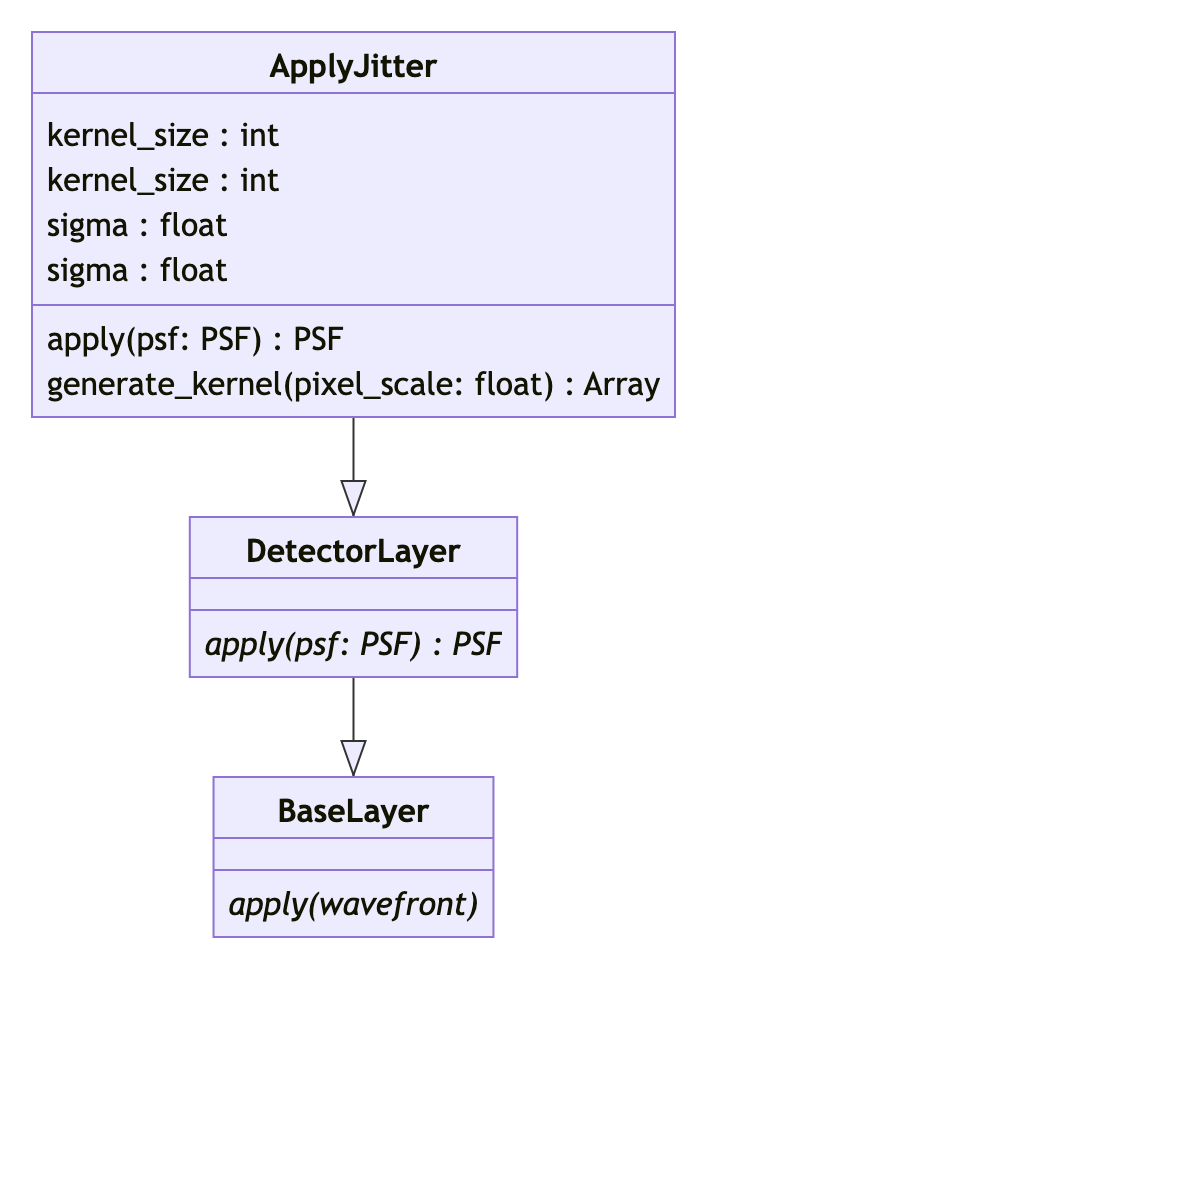 ApplyJitter
kernel_size : int
kernel_size : int
sigma : float
sigma : float
apply(psf: PSF) : PSF
generate_kernel(pixel_scale: float) : Array
DetectorLayer
apply(psf: PSF) : PSF
BaseLayer
apply(wavefront)